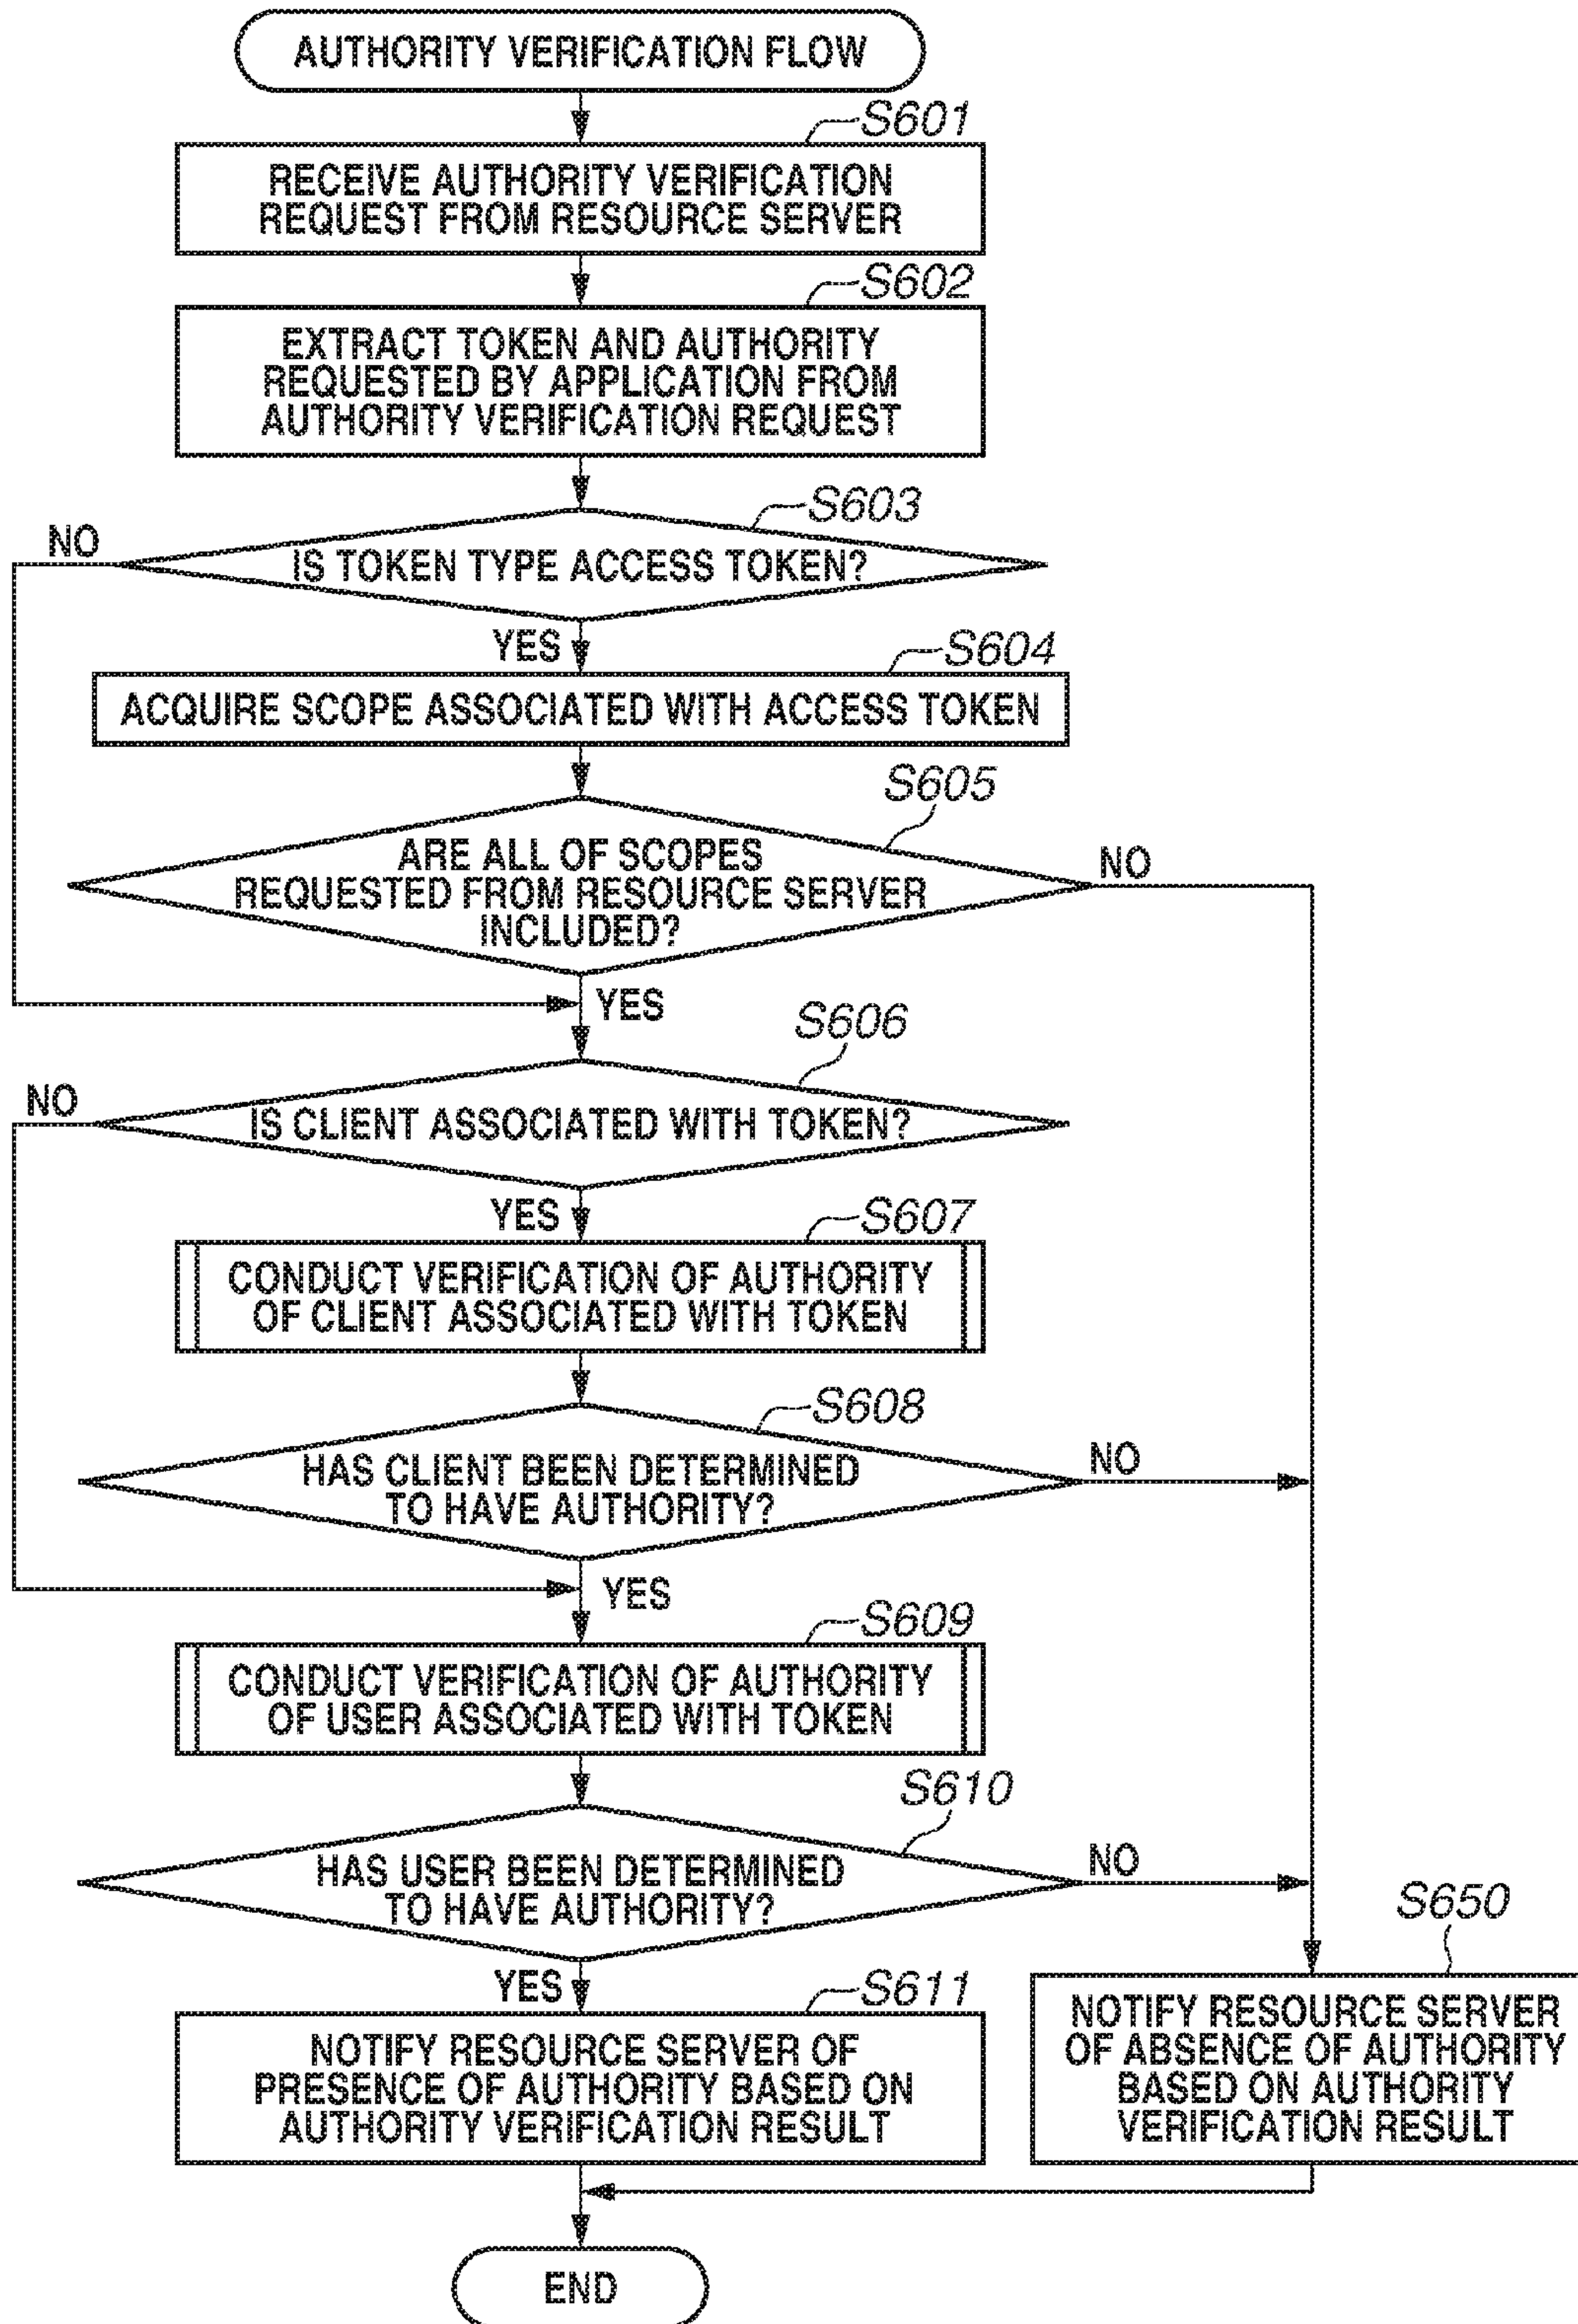 AUTHORITY VERIFICATION FLOW
S601
RECEIVE AUTHORITY VERIFICATION
REQUEST FROM RESOURCE SERVER
S602
EXTRACT TOKEN AND AUTHORITY
REQUESTED BY APPLICATION FROM
AUTHORITY VERIFICATION REQUEST
S603
NO
IS TOKEN TYPE ACCESS TOKEN?
YES
S604
ACQUIRE SCOPE ASSOCIATED WITH ACCESS TOKEN
S605
ARE ALL OF SCOPES
REQUESTED FROM RESOURCE SERVER
INCLUDED?
NO
YES
S606
NO
IS CLIENT ASSOCIATED WITH TOKEN?
YES
S607
CONDUCT VERIFICATION OF AUTHORITY
OF CLIENT ASSOCIATED WITH TOKEN
S608
HAS CLIENT BEEN DETERMINED
TO HAVE AUTHORITY?
NO
YES
S609
CONDUCT VERIFICATION OF AUTHORITY
OF USER ASSOCIATED WITH TOKEN
S610
HAS USER BEEN DETERMINED
TO HAVE AUTHORITY?
NO
YES
S611
NOTIFY RESOURCE SERVER OF
PRESENCE OF AUTHORITY BASED ON
AUTHORITY VERIFICATION RESULT
S650
NOTIFY RESOURCE SERVER
OF ABSENCE OF AUTHORITY
BASED ON AUTHORITY
VERIFICATION RESULT
END